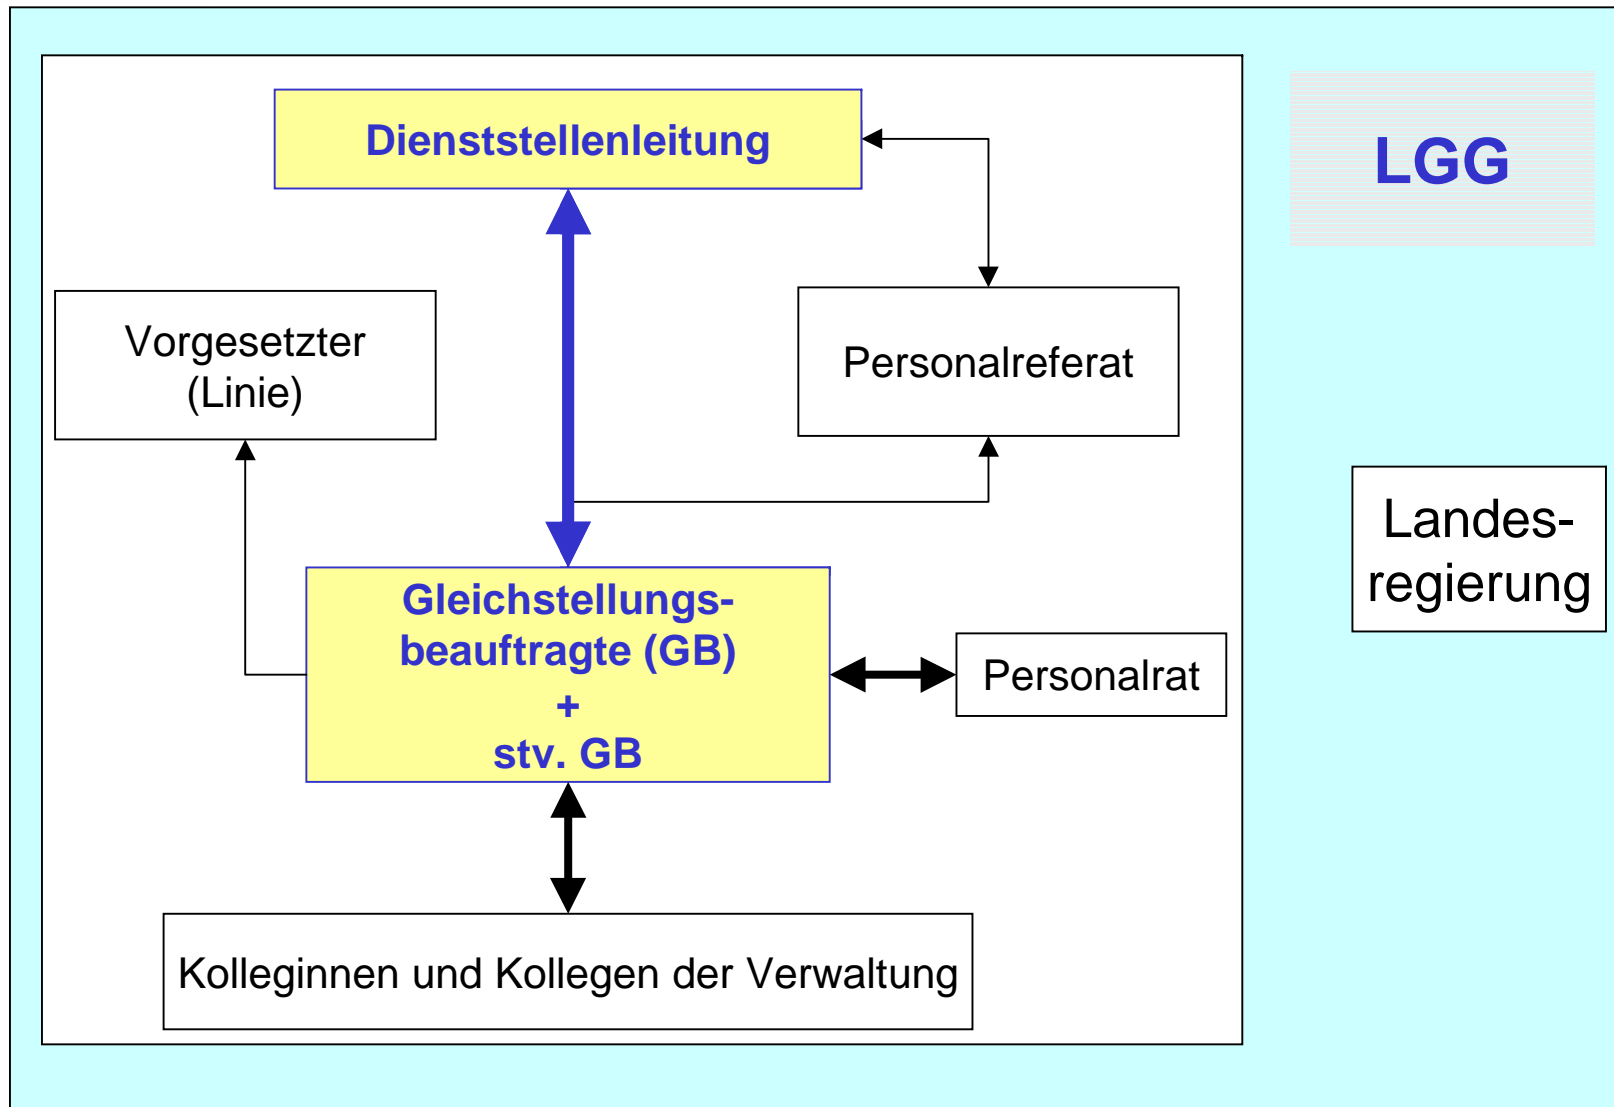 Dienststellenleitung
LGG
Vorgesetzter
(Linie)
Personalreferat
Landes-
regierung
Gleichstellungs-
beauftragte (GB)
+
stv. GB
Personalrat
Kolleginnen und Kollegen der Verwaltung